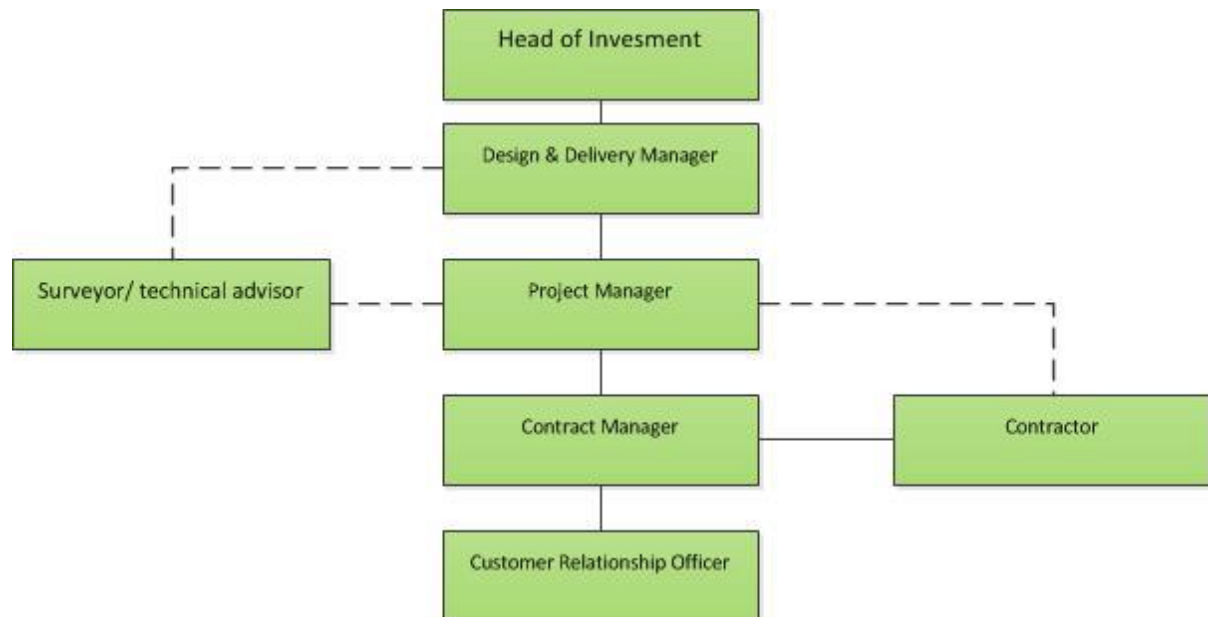 Head of Invesment
Design & Delivery Manager
Surveyor/ technical advisor
Project Manager
Contract Manager
Contractor
Customer Relationship Officer